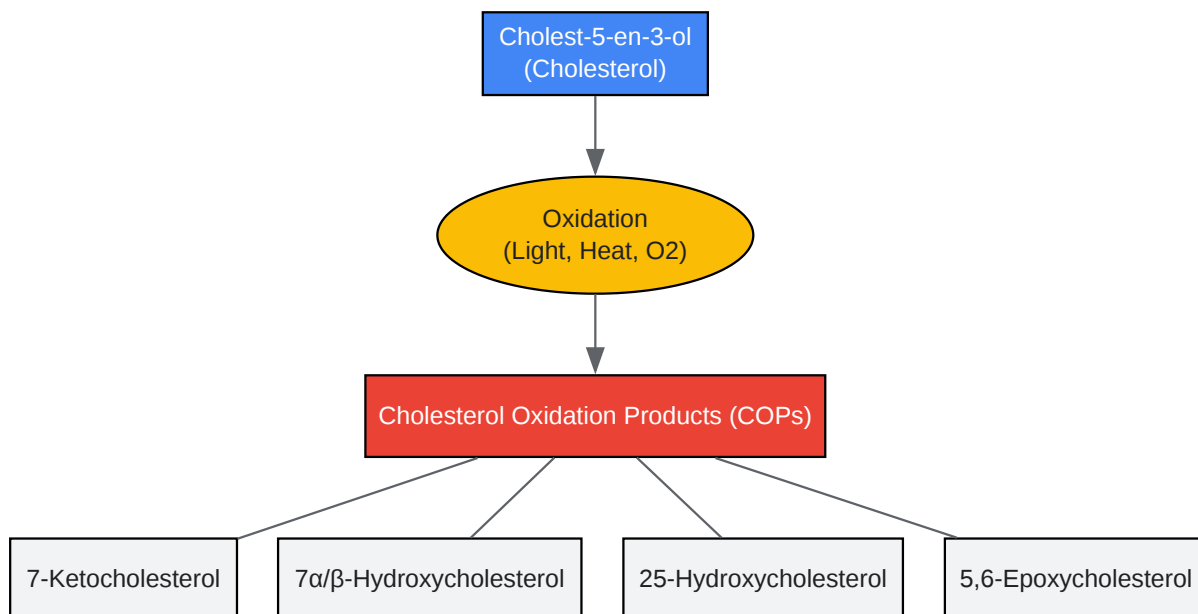 Cholest-5-en-3-ol
(Cholesterol)
Oxidation
(Light, Heat, O2)
Cholesterol Oxidation Products (COPs)
7-Ketocholesterol
7α/β-Hydroxycholesterol
25-Hydroxycholesterol
5,6-Epoxycholesterol